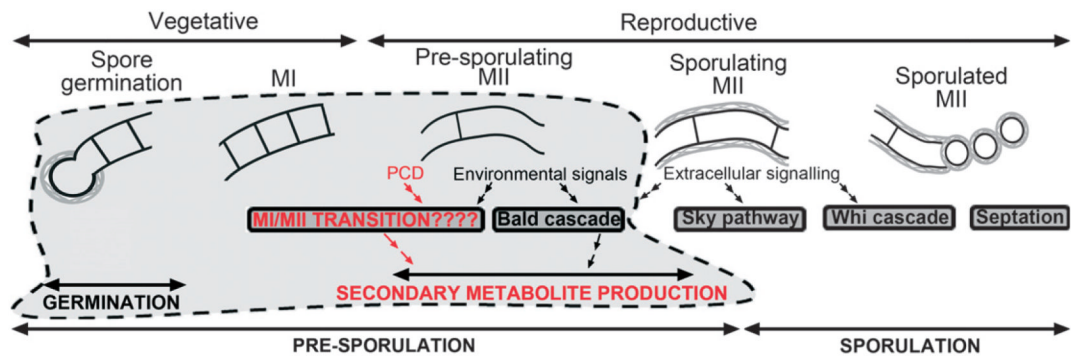 Vegetative
Reproductive
Spore
germination
MI
Pre-sporulating
MII
Sporulating
MII
Sporulated
MII
PCD
Environmental signals
Extracellular signalling
MI/MII TRANSITION????
Bald cascade
Sky pathway
Whi cascade
Septation
GERMINATION
SECONDARY METABOLITE PRODUCTION
PRE-SPORULATION
SPORULATION